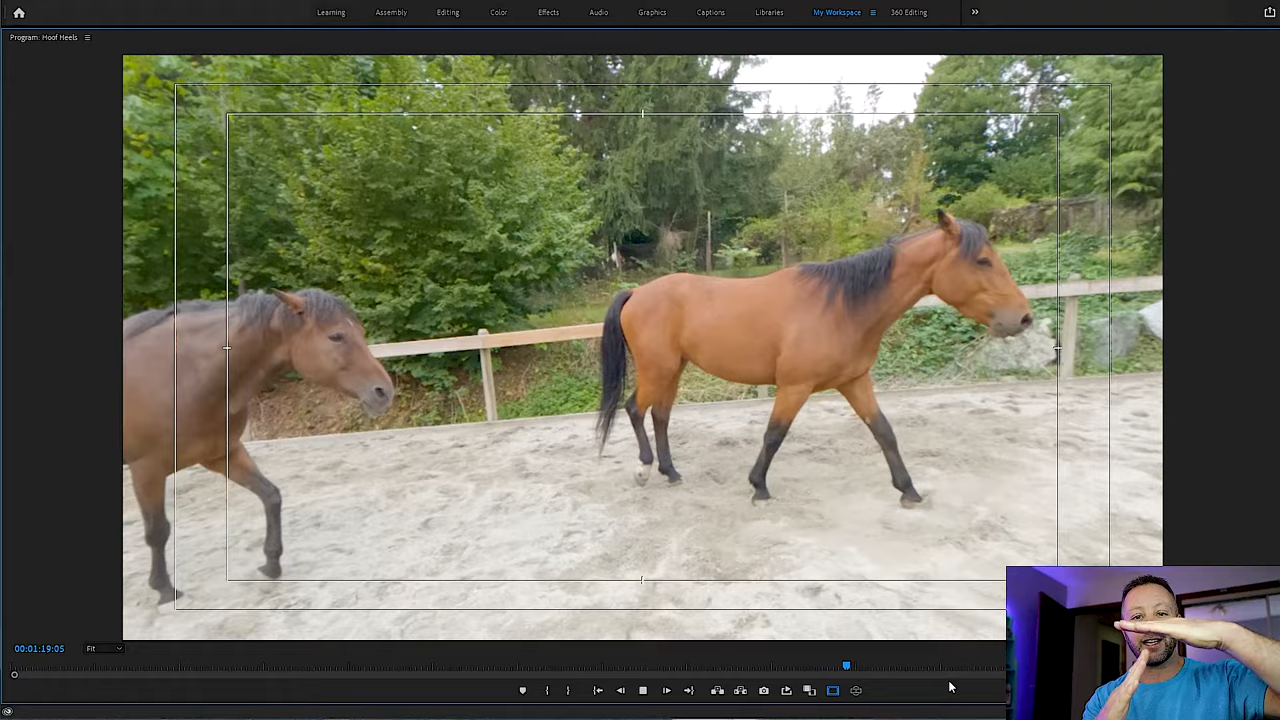 Learning Assembly Editing Color Effects Audio Graphics Captions Libraries My Workspace 360 Editing
Program: Hoof Heels
00:01:19:05 Fit